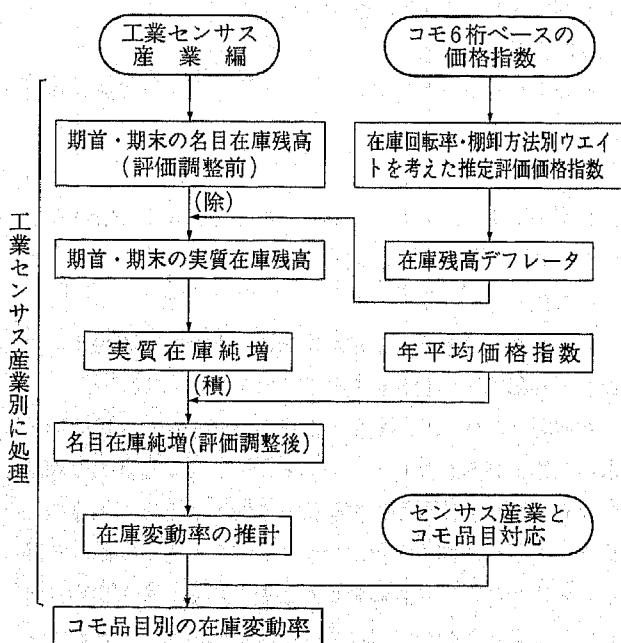 工業センサス
産業編
コモ6桁ベースの
価格指数
期首・期末の名目在庫残高
(評価調整前)
在庫回転率・棚卸方法別ウエイ
トを考えた推定評価価格指数
(除)
期首・期末の実質在庫残高
在庫残高デフレータ
実質在庫純増
年平均価格指数
(積)
名目在庫純増(評価調整後)
工業センサス産業別に処理
在庫変動率の推計
センサス産業と
コモ品目対応
コモ品目別の在庫変動率